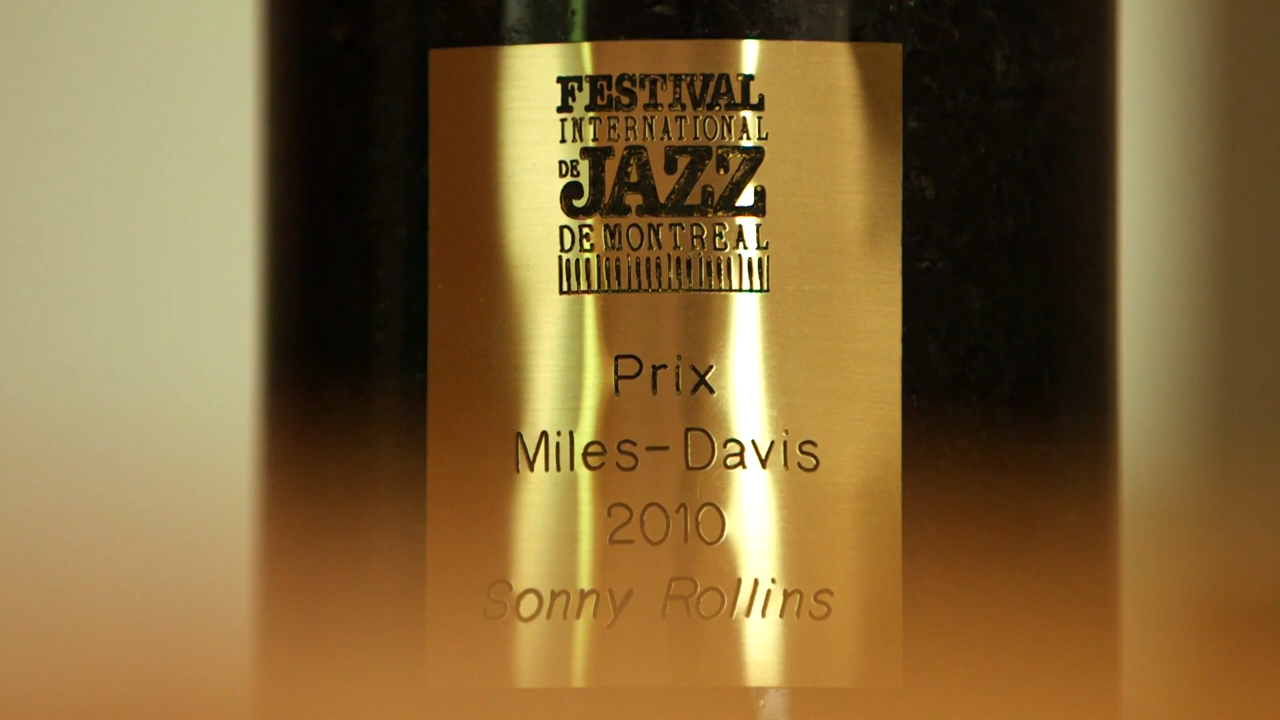 FESTIVAL
INTERNATIONAL
DE JAZZ
DE MONTREAL
Prix
Miles-Davis
2010
Sonny Rollins